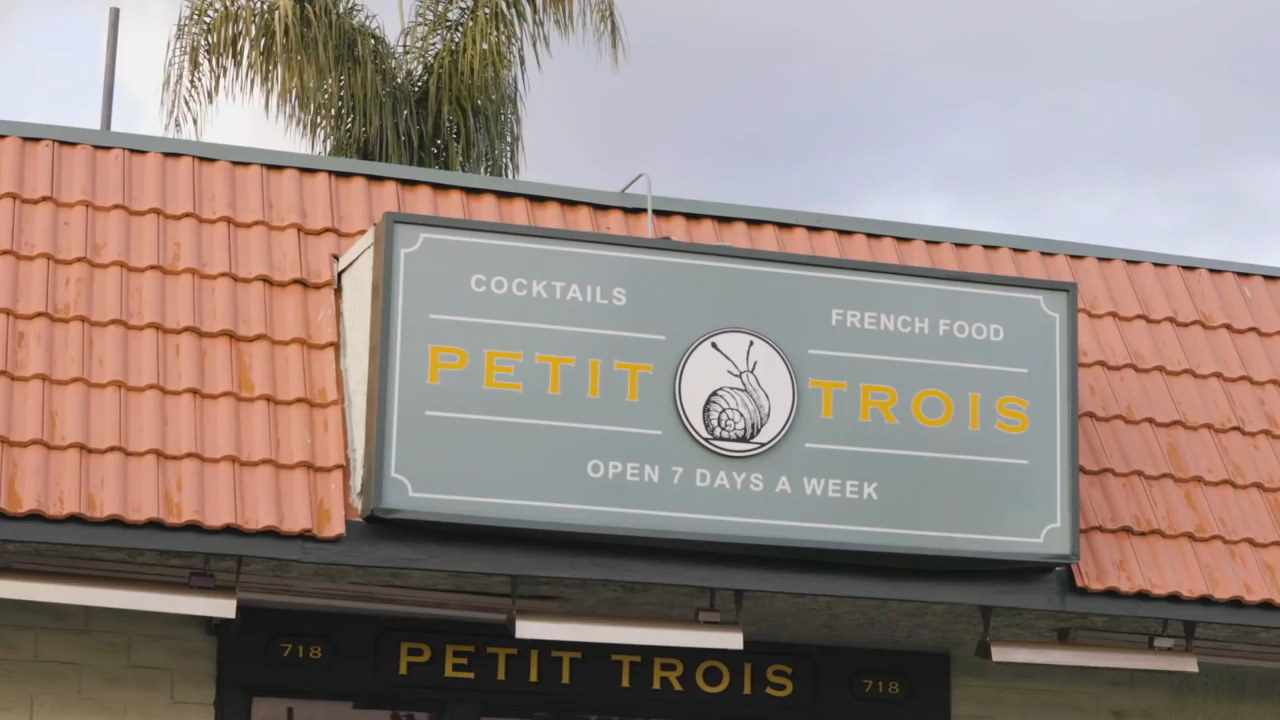 COCKTAILS
FRENCH FOOD
PETIT TROIS
OPEN 7 DAYS A WEEK
718 PETIT TROIS 718